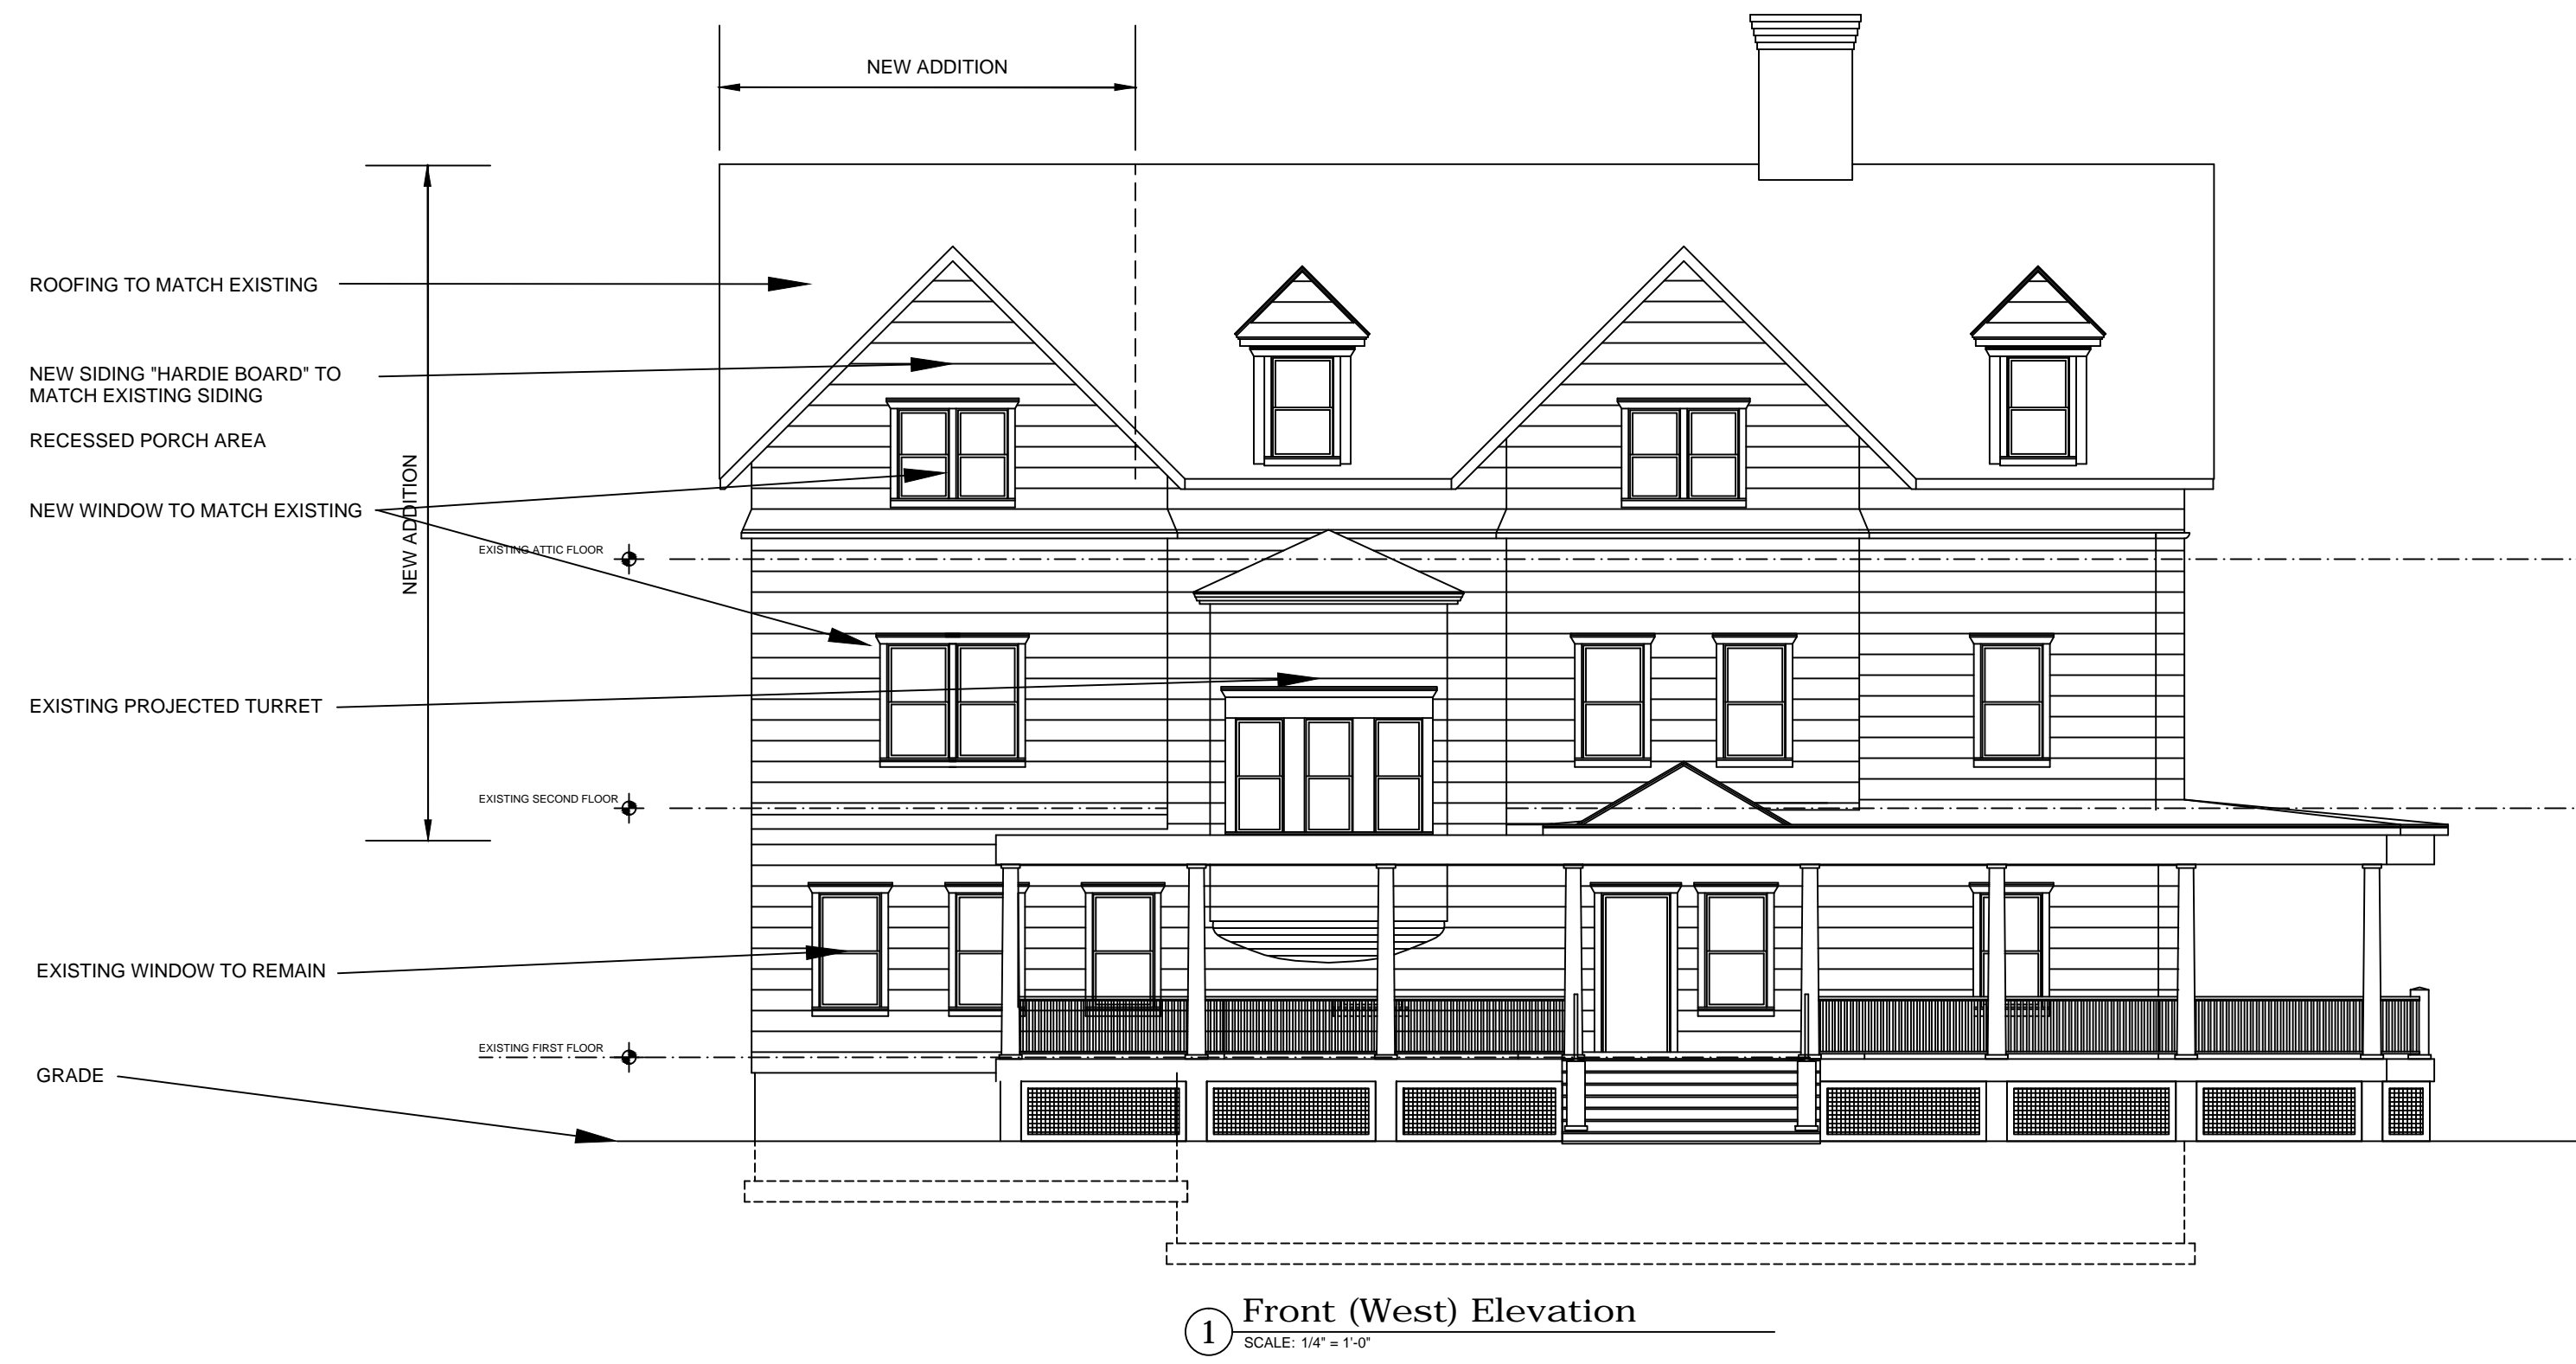 NEW ADDITION
ROOFING TO MATCH EXISTING
NEW SIDING "HARDIE BOARD" TO
MATCH EXISTING SIDING
RECESSED PORCH AREA
NEW WINDOW TO MATCH EXISTING
NEW ADDITION
EXISTING ATTIC FLOOR
EXISTING PROJECTED TURRET
EXISTING SECOND FLOOR
EXISTING WINDOW TO REMAIN
EXISTING FIRST FLOOR
GRADE
1
Front (West) Elevation
SCALE: 1/4" = 1'-0"